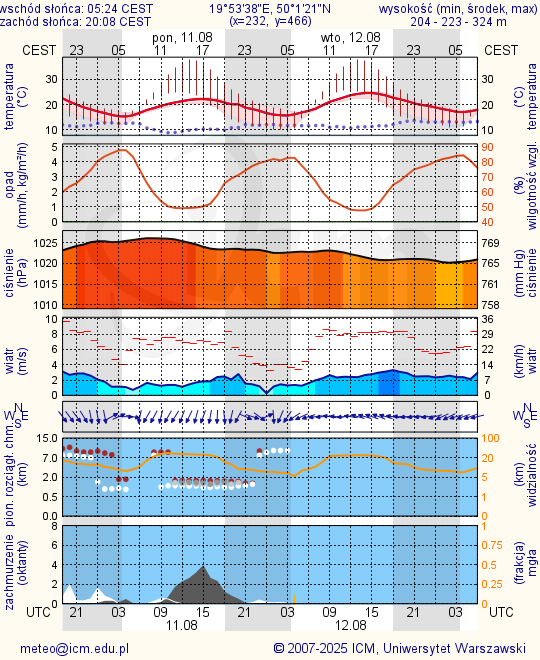 wschód słońca: 05:24 CEST 19°53'38"E, 50°1'21"N wysokość (min, środek, max)
zachód słońca: 20:08 CEST (x=232, y=466) 204 - 223 - 324 m
pon, 11.08 wto, 12.08
CEST 23 05 11 17 23 05 11 17 23 05 CEST
temperatura
(°C)
30
20
10
30
20
10
(°C)
temperatura
opad
(mm/h, kg/m²/h)
5
4
3
2
1
0
90
80
70
60
50
40
(%)
wilgotność wzgl.
ciśnienie
(hPa)
1025
1020
1015
1010
769
765
761
758
(mm Hg)
ciśnienie
wiatr
(m/s)
10
8
6
4
2
0
36
29
22
14
7
0
(km/h)
wiatr
N
W E
S
N
W E
S
pion. rozciągł. chm.
(km)
15.0
7.0
2.0
0.5
0.0
100
20
5
1
0
(km)
widzialność
zachmurzenie
(oktanty)
8
6
4
2
0
1
0.75
0.5
0.25
0
(frakcja)
mgła
UTC 21 03 09 15 21 03 09 15 21 03 UTC
11.08 12.08
meteo@icm.edu.pl © 2007-2025 ICM, Uniwersytet Warszawski